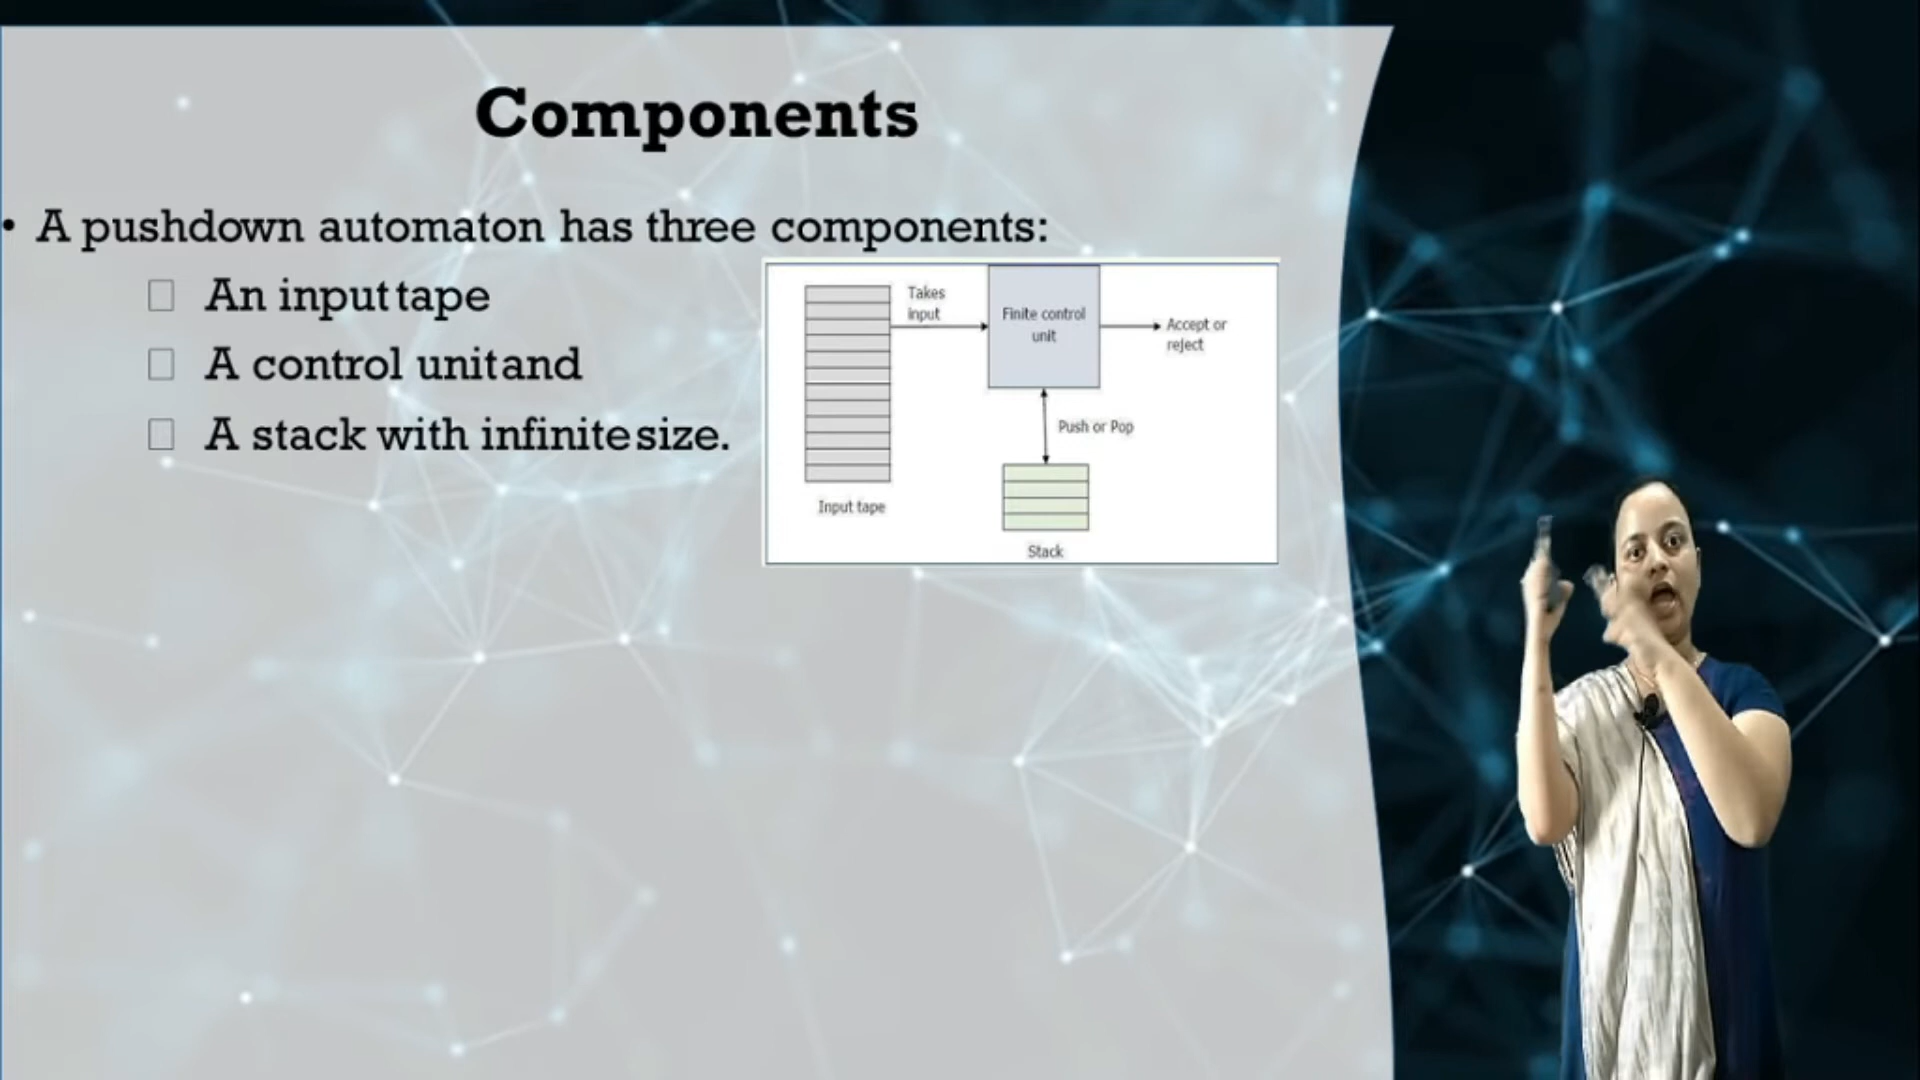 Components
• A pushdown automaton has three components:
An input tape
A control unit and
A stack with infinite size.
Takes
input
Finite control
unit
Accept or
reject
Push or Pop
Input tape
Stack